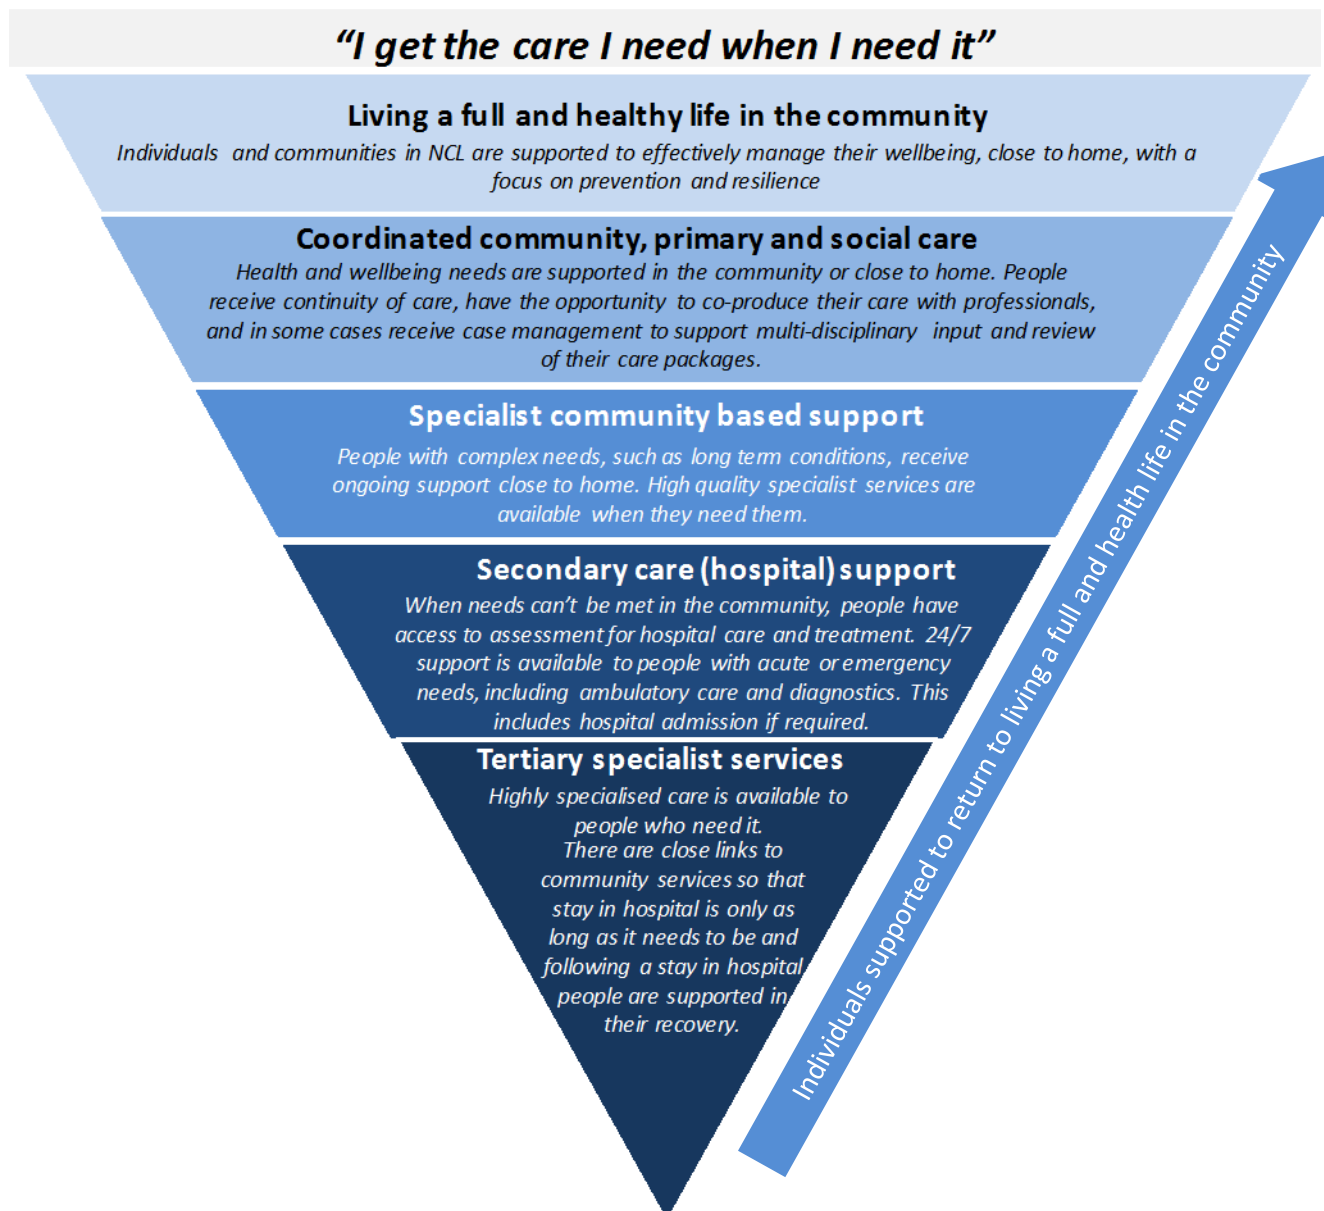 “I get the care I need when I need it”
Living a full and healthy life in the community
Individuals and communities in NCL are supported to effectively manage their wellbeing, close to home, with a
focus on prevention and resilience
Coordinated community, primary and social care
Health and wellbeing needs are supported in the community or close to home. People
receive continuity of care, have the opportunity to co-produce their care with professionals,
and in some cases receive case management to support multi-disciplinary input and review
of their care packages.
Specialist community based support
People with complex needs, such as long term conditions, receive
ongoing support close to home. High quality specialist services are
available when they need them.
Secondary care (hospital) support
When needs can’t be met in the community, people have
access to assessment for hospital care and treatment. 24/7
support is available to people with acute or emergency
needs, including ambulatory care and diagnostics. This
includes hospital admission if required.
Tertiary specialist services
Highly specialised care is available to
people who need it.
There are close links to
community services so that
stay in hospital is only as
long as it needs to be and
following a stay in hospital
people are supported in
their recovery.
Individuals supported to return to living a full and health life in the community